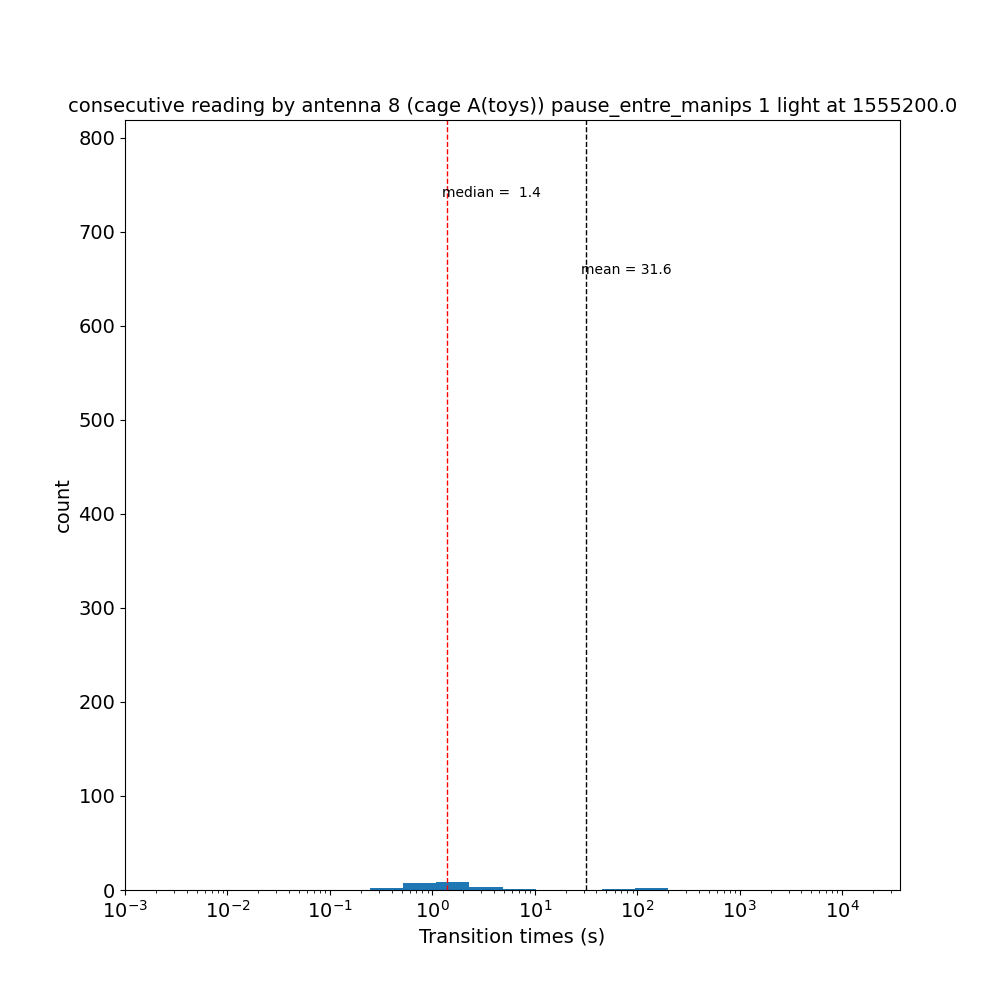 consecutive reading by antenna 8 (cage A(toys)) pause_entre_manips 1 light at 1555200.0
800
median =  1.4
700
mean = 31.6
600
500
400
count
300
200
100
0
10⁻³ 10⁻² 10⁻¹ 10⁰ 10¹ 10² 10³ 10⁴
Transition times (s)